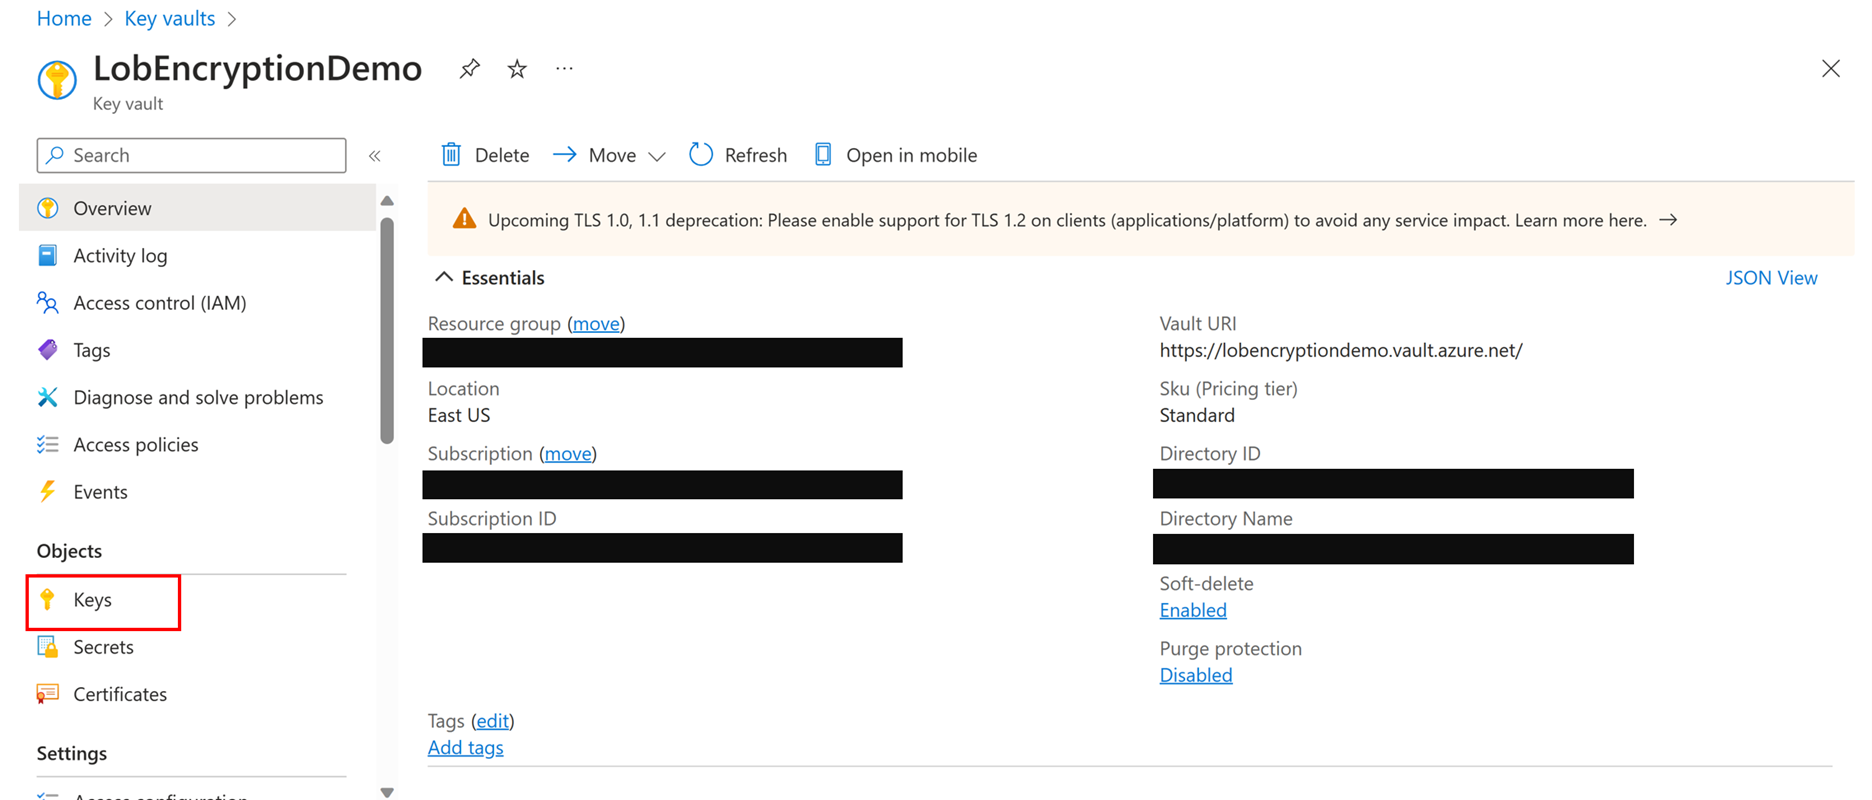 Home > Key vaults >
LobEncryptionDemo
Key vault
Search
Overview
Activity log
Access control (IAM)
Tags
Diagnose and solve problems
Access policies
Events
Objects
Keys
Secrets
Certificates
Settings
Access configuration
Delete
Move
Refresh
Open in mobile
Upcoming TLS 1.0, 1.1 deprecation: Please enable support for TLS 1.2 on clients (applications/platform) to avoid any service impact. Learn more here.
Essentials
JSON View
Resource group (move)
Location
East US
Subscription (move)
Subscription ID
Vault URI
https://lobencryptiondemo.vault.azure.net/
Sku (Pricing tier)
Standard
Directory ID
Directory Name
Soft-delete
Enabled
Purge protection
Disabled
Tags (edit)
Add tags